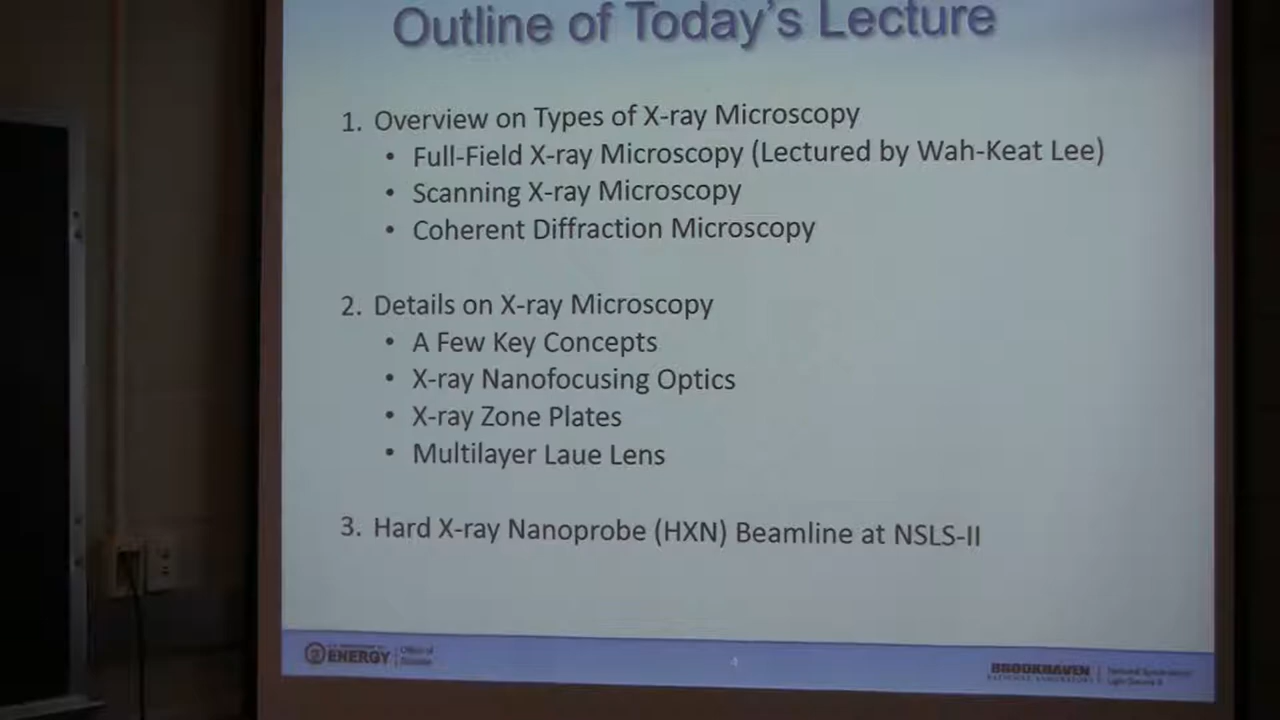 Outline of Today's Lecture
1. Overview on Types of X-ray Microscopy
• Full-Field X-ray Microscopy (Lectured by Wah-Keat Lee)
• Scanning X-ray Microscopy
• Coherent Diffraction Microscopy
2. Details on X-ray Microscopy
• A Few Key Concepts
• X-ray Nanofocusing Optics
• X-ray Zone Plates
• Multilayer Laue Lens
3. Hard X-ray Nanoprobe (HXN) Beamline at NSLS-II
ENERGY
Office of
Science
4
BROOKHAVEN
NATIONAL LABORATORY